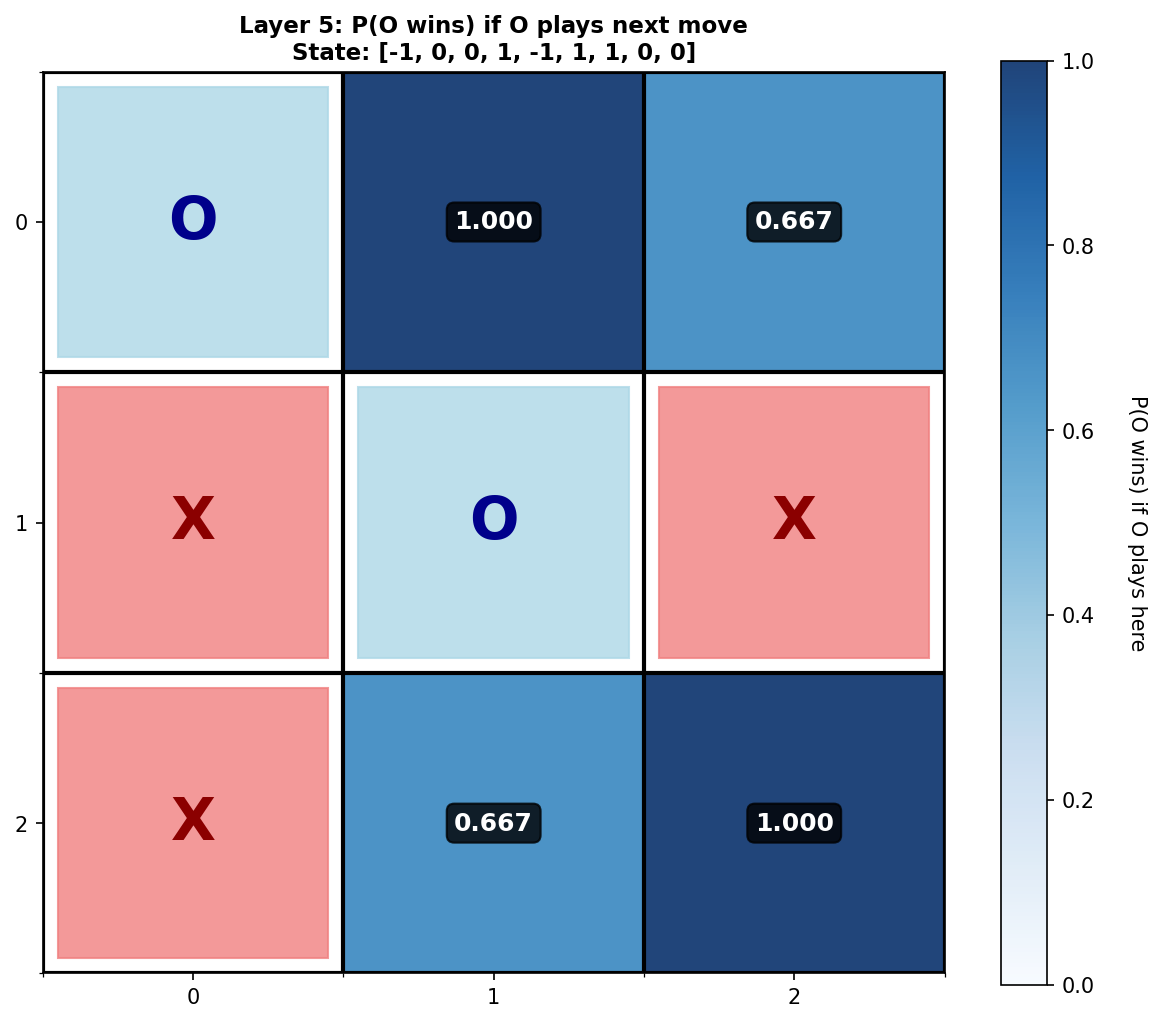 Layer 5: P(O wins) if O plays next move
State: [-1, 0, 0, 1, -1, 1, 1, 0, 0]
0
O
1.000
0.667
1
X
O
X
2
X
0.667
1.000
0
1
2
1.0
0.8
0.6
0.4
0.2
0.0
P(O wins) if O plays here